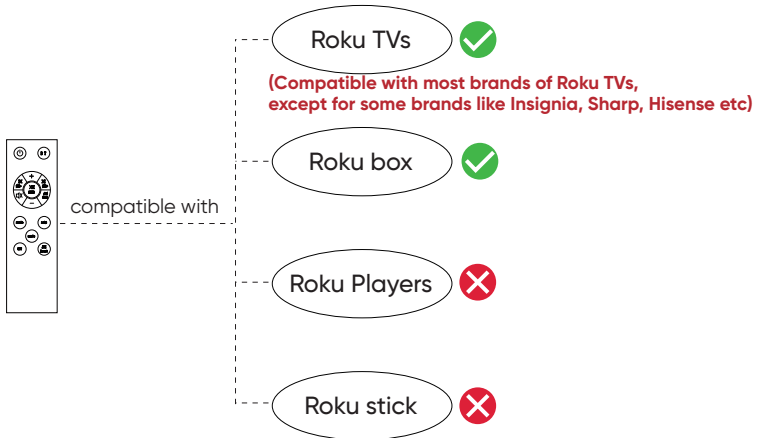 Roku TVs
(Compatible with most brands of Roku TVs,
except for some brands like Insignia, Sharp, Hisense etc)
Roku box
compatible with
Roku Players
Roku stick